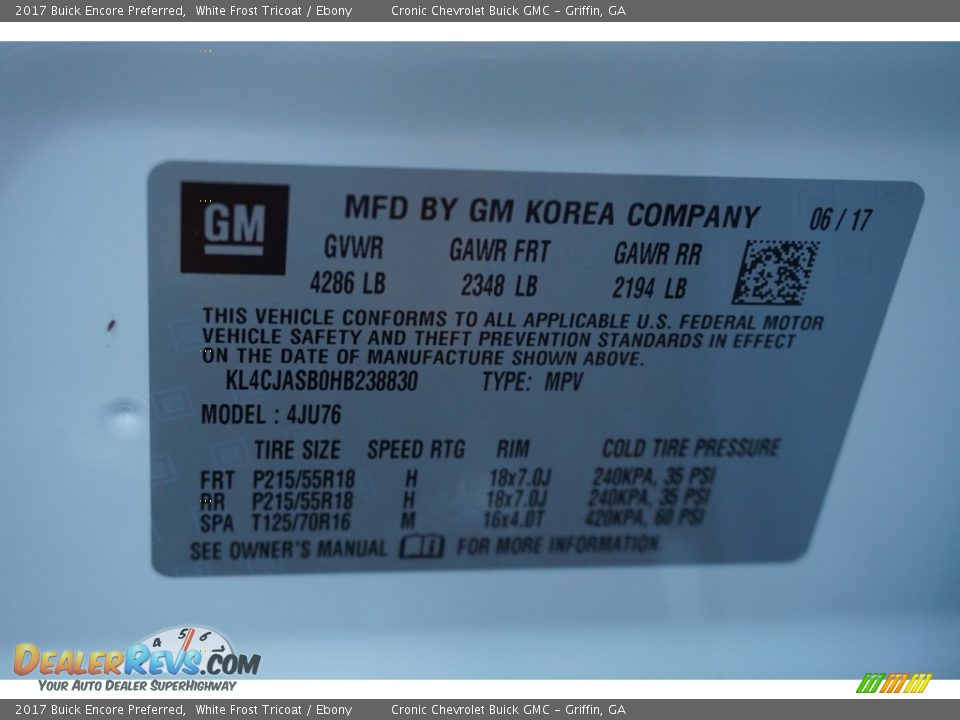 2017 Buick Encore Preferred, White Frost Tricoat / Ebony Cronic Chevrolet Buick GMC - Griffin, GA
GM MFD BY GM KOREA COMPANY 06 / 17
GVWR GAWR FRT GAWR RR
4286 LB 2348 LB 2194 LB
THIS VEHICLE CONFORMS TO ALL APPLICABLE U.S. FEDERAL MOTOR
VEHICLE SAFETY AND THEFT PREVENTION STANDARDS IN EFFECT
ON THE DATE OF MANUFACTURE SHOWN ABOVE.
KL4CJASB0HB238830 TYPE: MPV
MODEL : 4JU76
TIRE SIZE SPEED RTG RIM COLD TIRE PRESSURE
FRT P215/55R18 H 18x7.0J 240KPA, 35 PSI
RR P215/55R18 H 18x7.0J 240KPA, 35 PSI
SPA T125/70R16 M 16x4.0T 420KPA, 60 PSI
SEE OWNER'S MANUAL FOR MORE INFORMATION.
4 5 6 7
DEALERREVS.COM
YOUR AUTO DEALER SUPERHIGHWAY
2017 Buick Encore Preferred, White Frost Tricoat / Ebony Cronic Chevrolet Buick GMC - Griffin, GA